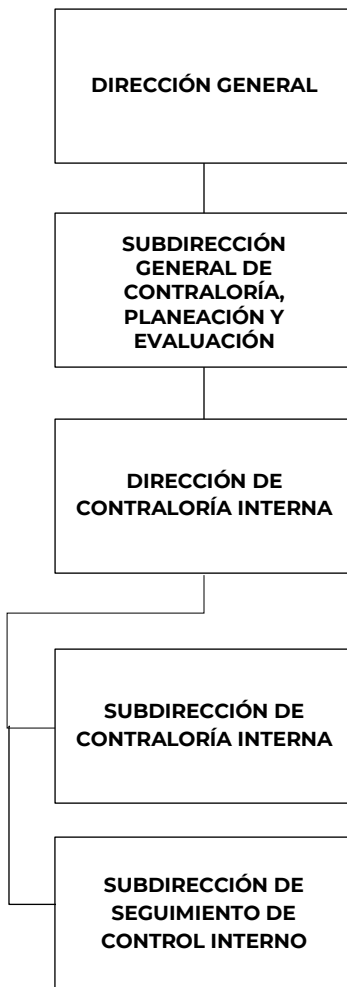 DIRECCIÓN GENERAL
SUBDIRECCIÓN
GENERAL DE
CONTRALORÍA,
PLANEACIÓN Y
EVALUACIÓN
DIRECCIÓN DE
CONTRALORÍA INTERNA
SUBDIRECCIÓN DE
CONTRALORÍA INTERNA
SUBDIRECCIÓN DE
SEGUIMIENTO DE
CONTROL INTERNO